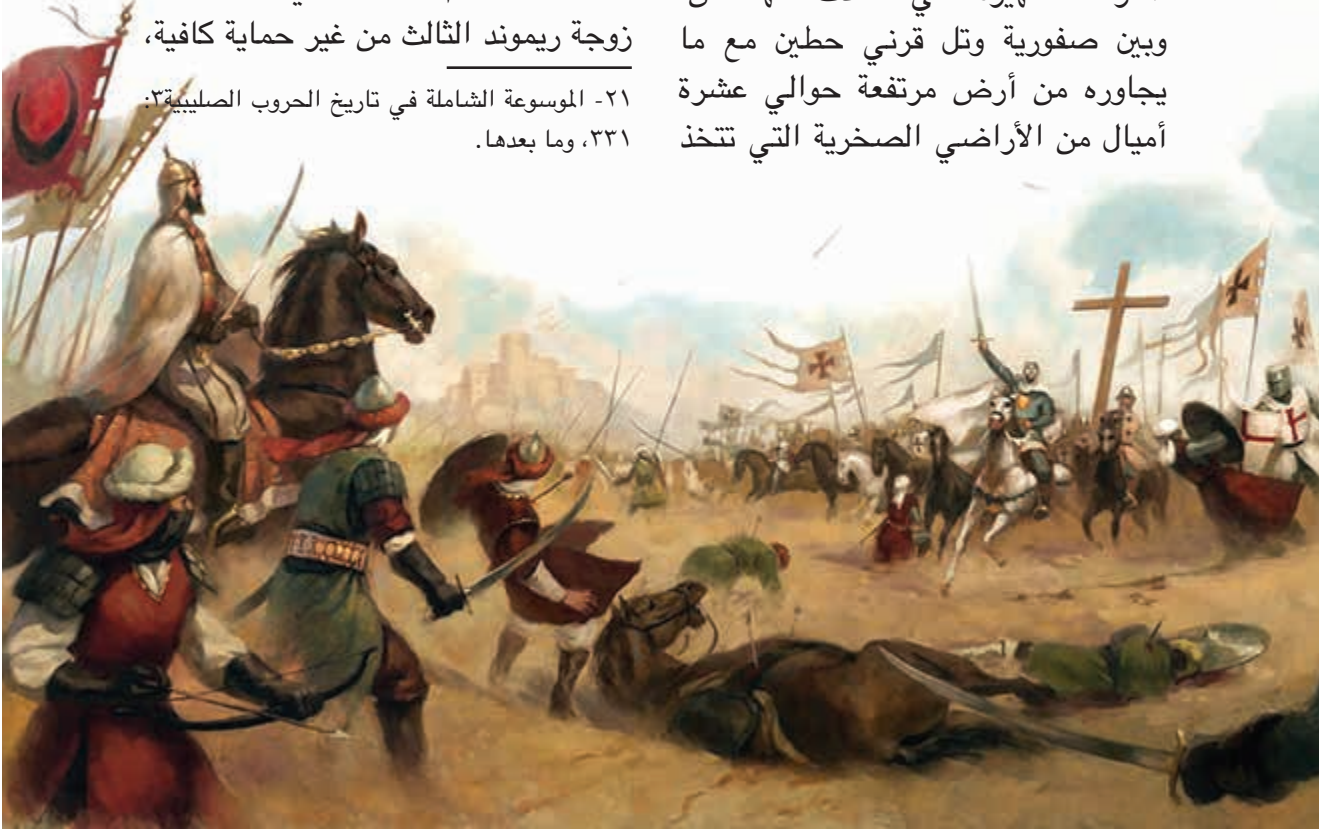 وبين صفورية وتل قرني حطين مع ما
يجاوره من أرض مرتفعة حوالي عشرة
أميال من الأراضي الصخرية التي تتخذ
زوجة ريموند الثالث من غير حماية كافية،
٢١- الموسوعة الشاملة في تاريخ الحروب الصليبية٣:
٣٣١، وما بعدها.